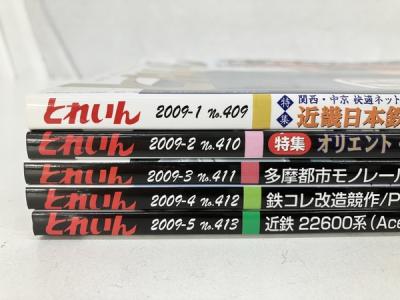 とれいん 2009-1 No.409 特集 関西・中京 快適ネット
近畿日本鉄
とれいん 2009-2 No.410 特集 オリエント・
とれいん 2009-3 No.411 多摩都市モノレール
とれいん 2009-4 No.412 鉄コレ改造競作/P
とれいん 2009-5 No.413 近鉄 22600系 (Ace